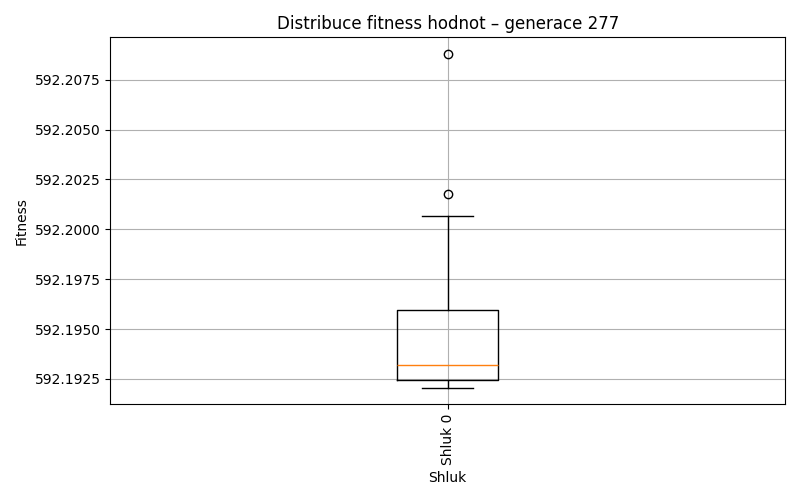 Distribuce fitness hodnot – generace 277
592.2075
592.2050
592.2025
592.2000
592.1975
592.1950
592.1925
Fitness
Shluk 0
Shluk